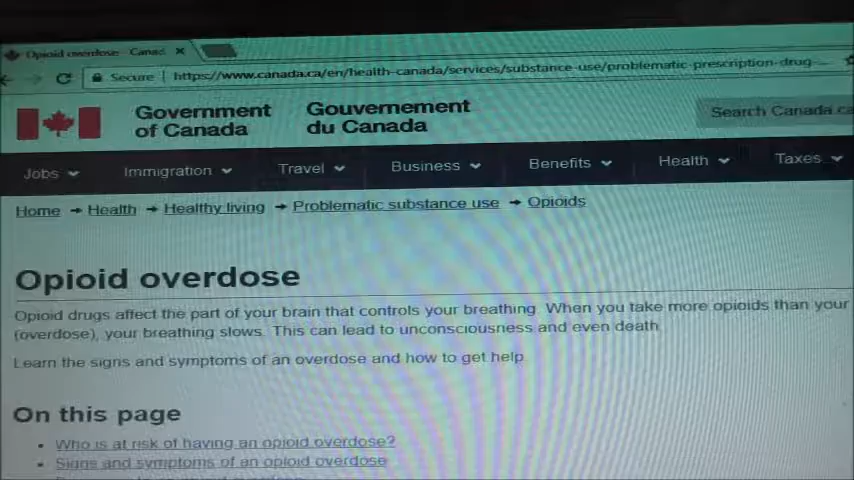 Opioid overdose - Canad
Secure | https://www.canada.ca/en/health-canada/services/substance-use/problematic-prescription-drug-...
Government of Canada
Gouvernement du Canada
Search Canada.ca
Jobs Immigration Travel Business Benefits Health Taxes
Home → Health → Healthy living → Problematic substance use → Opioids
Opioid overdose
Opioid drugs affect the part of your brain that controls your breathing. When you take more opioids than your
(overdose), your breathing slows. This can lead to unconsciousness and even death.
Learn the signs and symptoms of an overdose and how to get help.
On this page
• Who is at risk of having an opioid overdose?
• Signs and symptoms of an opioid overdose